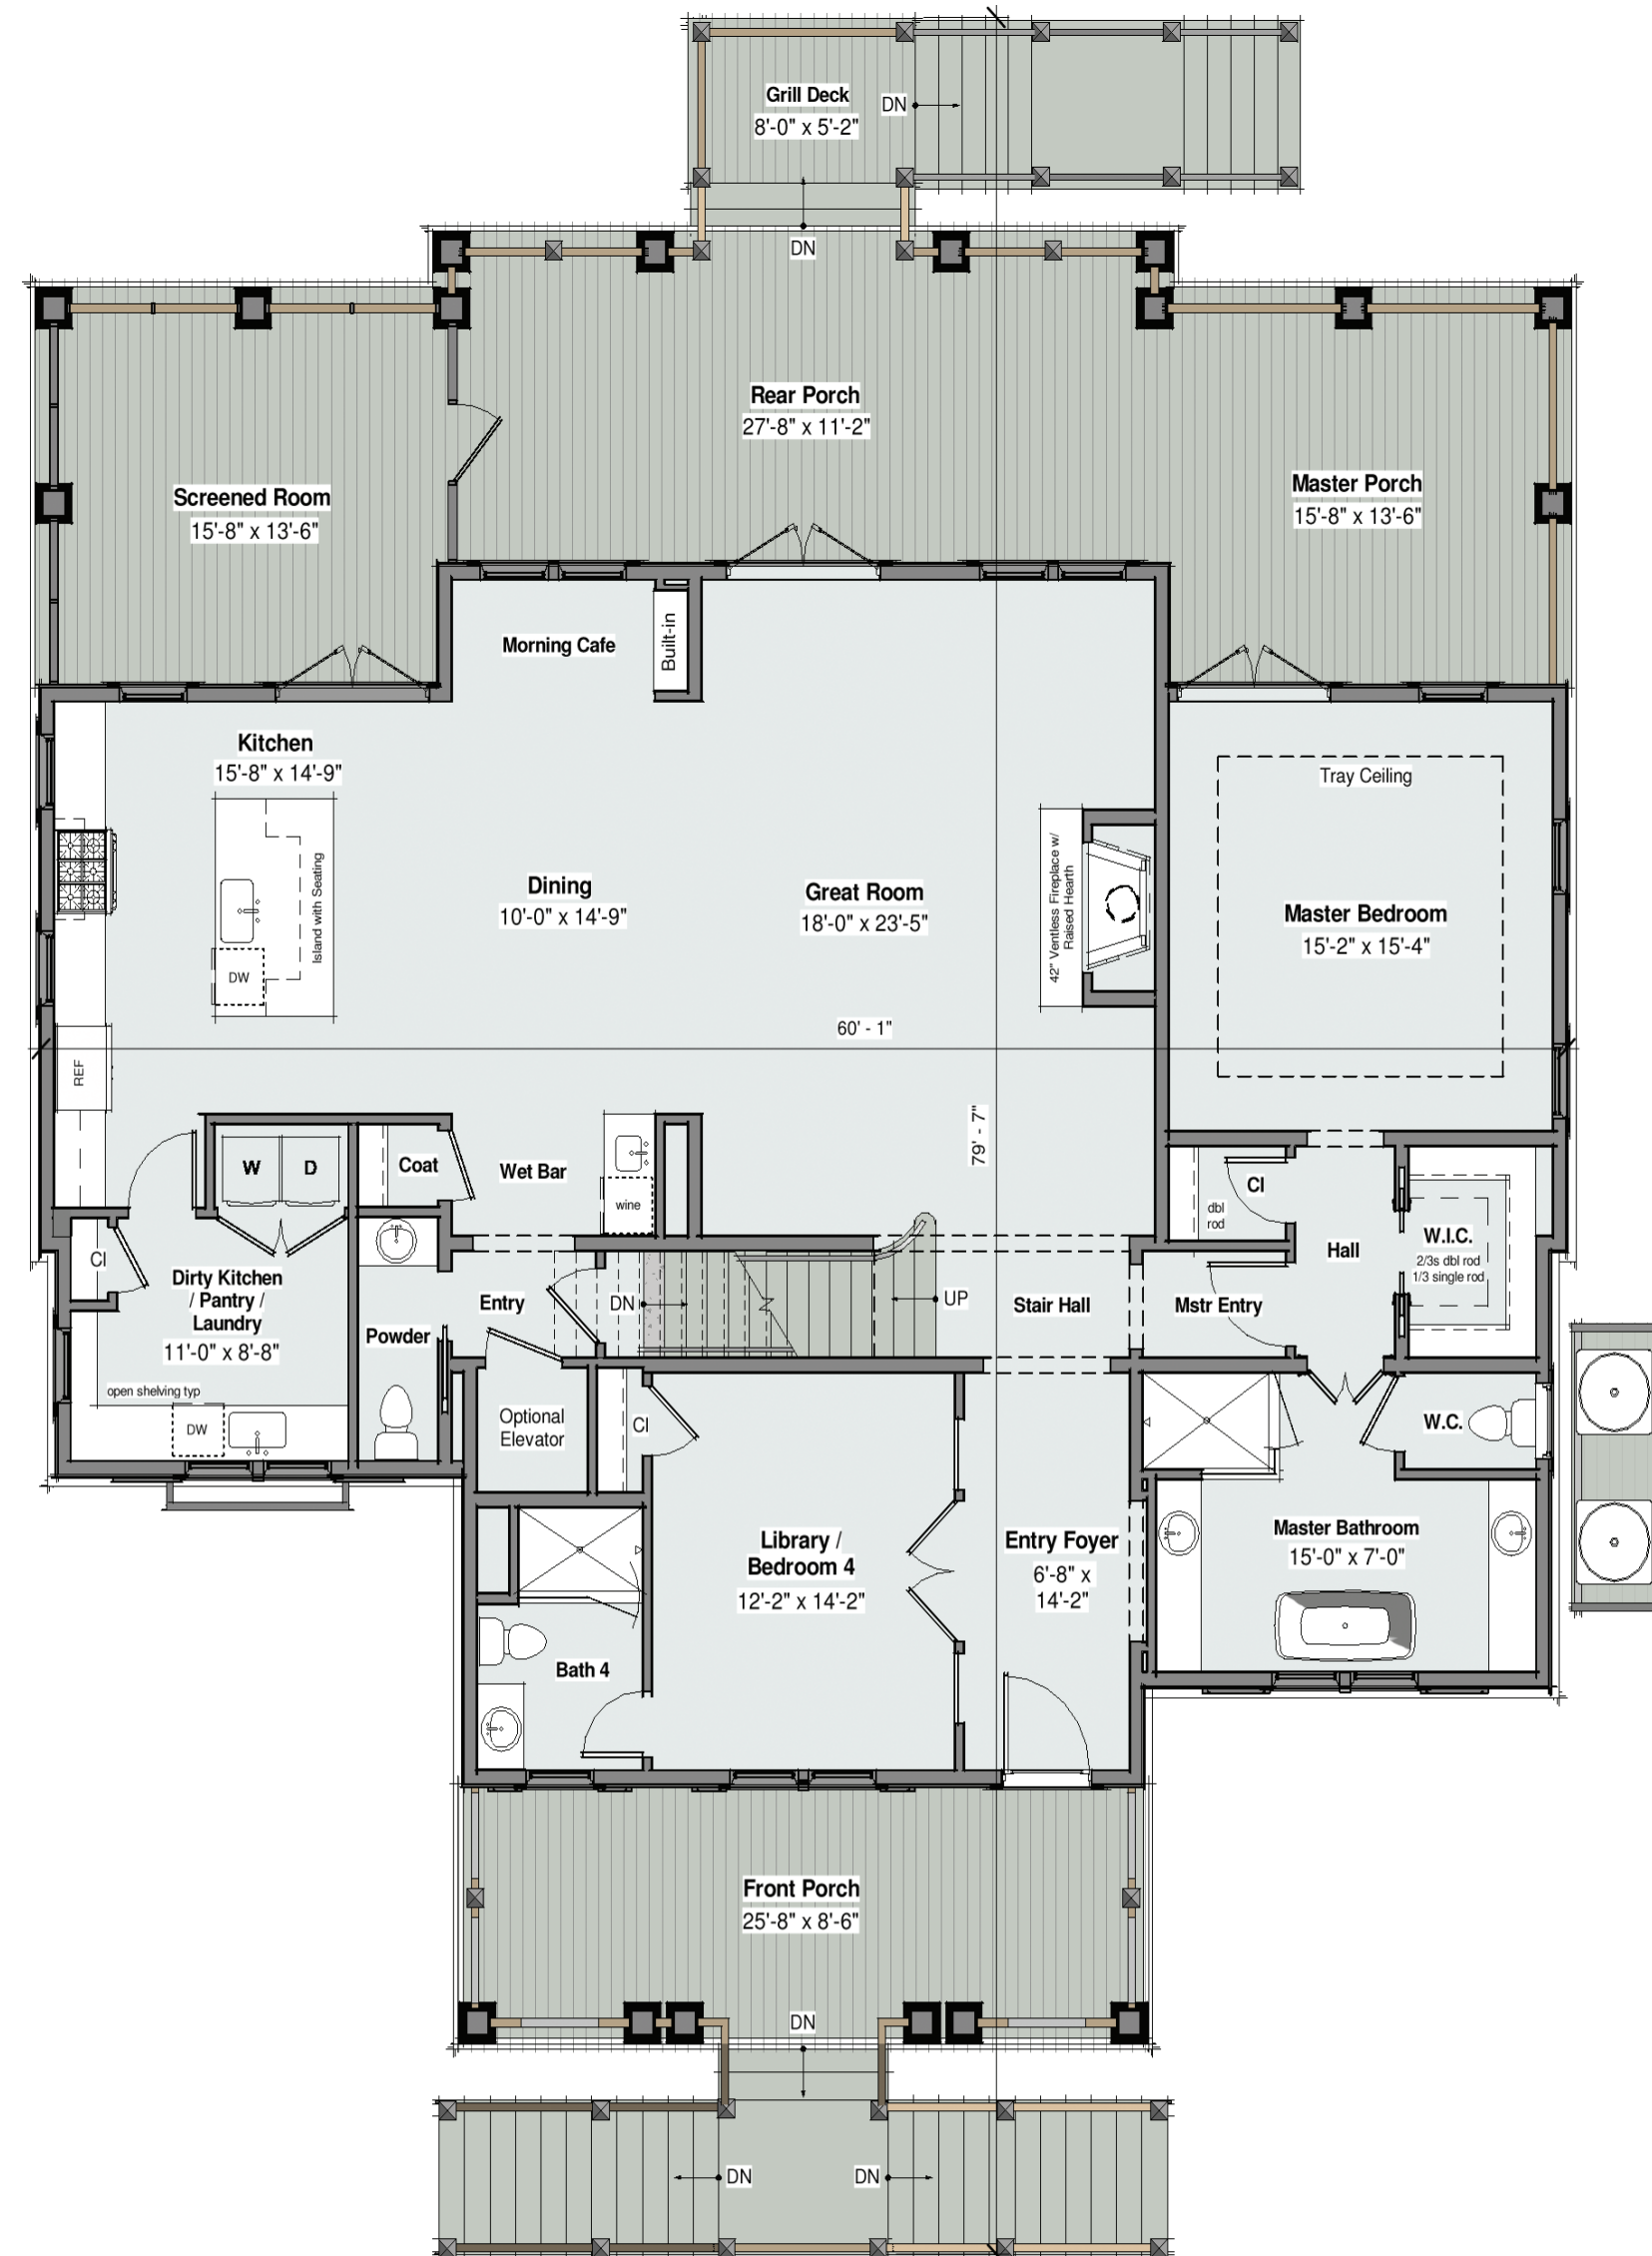 Grill Deck
8'-0" x 5'-2"
DN
DN
Rear Porch
27'-8" x 11'-2"
Screened Room
15'-8" x 13'-6"
Master Porch
15'-8" x 13'-6"
Morning Cafe
Built-in
Kitchen
15'-8" x 14'-9"
Tray Ceiling
Island with Seating
DW
Dining
10'-0" x 14'-9"
Great Room
18'-0" x 23'-5"
42" Ventless Fireplace w/
Raised Hearth
Master Bedroom
15'-2" x 15'-4"
60' - 1"
REF
79' - 7"
W
D
Coat
Wet Bar
wine
Cl
dbl
rod
Hall
W.I.C.
2/3s dbl rod
1/3 single rod
Cl
Dirty Kitchen
/ Pantry /
Laundry
11'-0" x 8'-8"
open shelving typ
DW
Powder
Entry
DN
UP
Stair Hall
Mstr Entry
Optional
Elevator
Cl
W.C.
Library /
Bedroom 4
12'-2" x 14'-2"
Entry Foyer
6'-8" x
14'-2"
Master Bathroom
15'-0" x 7'-0"
Bath 4
Front Porch
25'-8" x 8'-6"
DN
DN
DN